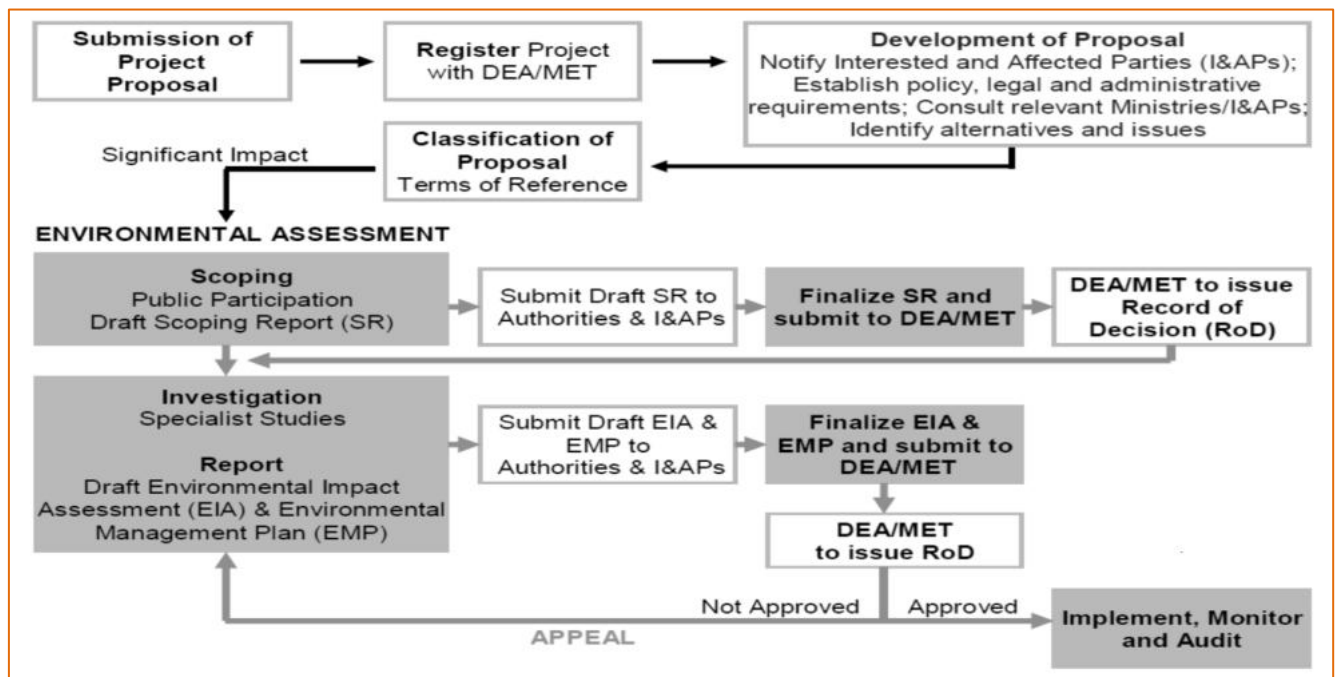 Submission of
Project
Proposal
Register Project
with DEA/MET
Development of Proposal
Notify Interested and Affected Parties (I&APs);
Establish policy, legal and administrative
requirements; Consult relevant Ministries/I&APs;
Identify alternatives and issues
Classification of
Proposal
Terms of Reference
Significant Impact
ENVIRONMENTAL ASSESSMENT
Scoping
Public Participation
Draft Scoping Report (SR)
Submit Draft SR to
Authorities & I&APs
Finalize SR and
submit to DEA/MET
DEA/MET to issue
Record of
Decision (RoD)
Investigation
Specialist Studies
Report
Draft Environmental Impact
Assessment (EIA) & Environmental
Management Plan (EMP)
Submit Draft EIA &
EMP to
Authorities & I&APs
Finalize EIA &
EMP and submit to
DEA/MET
DEA/MET
to issue RoD
Not Approved
Approved
APPEAL
Implement, Monitor
and Audit